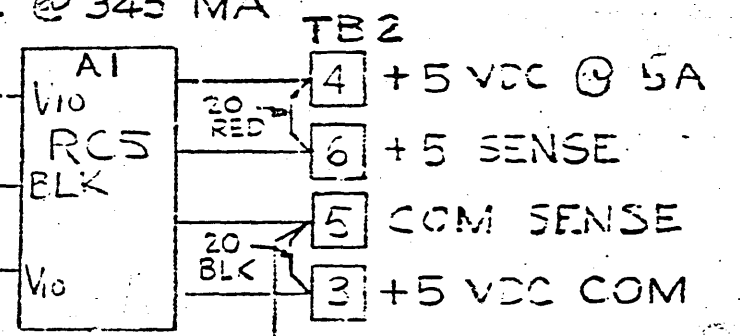 @ 345 MA
TB2
A1
4 +5 VDC @ 5A
V10
20
RED
RC5
6 +5 SENSE
BLK
5 COM SENSE
20
BLK
V10
3 +5 VDC COM